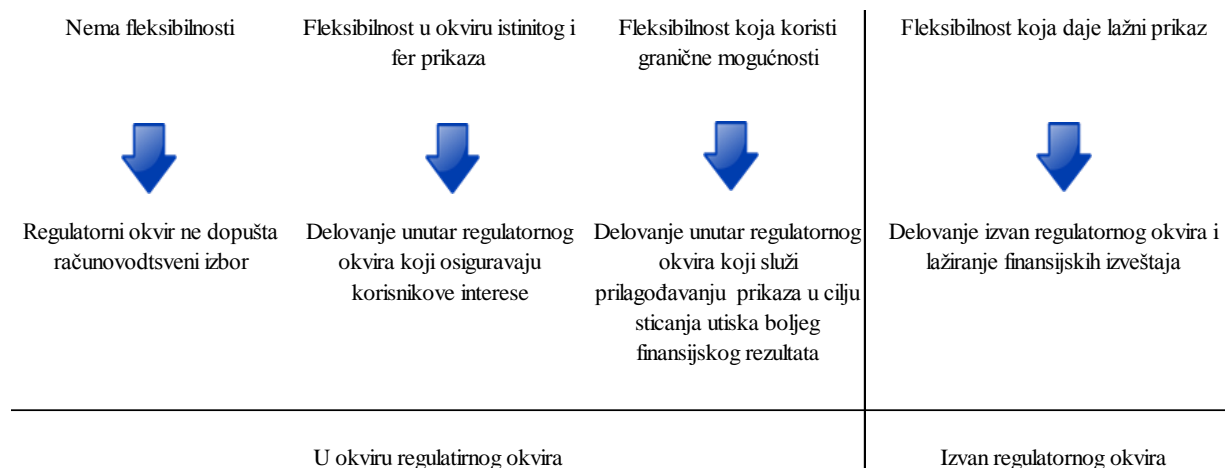 Nema fleksibilnosti
Fleksibilnost u okviru istinitog i
fer prikaza
Fleksibilnost koja koristi
granične mogućnosti
Fleksibilnost koja daje lažni prikaz
Regulatorni okvir ne dopušta
računovodtsveni izbor
Delovanje unutar regulatornog
okvira koji osiguravaju
korisnikove interese
Delovanje unutar regulatornog
okvira koji služi
prilagođavanju prikaza u cilju
sticanja utiska boljeg
finansijskog rezultata
Delovanje izvan regulatornog okvira i
lažiranje finansijskih izveštaja
U okviru regulatirnog okvira
Izvan regulatornog okvira